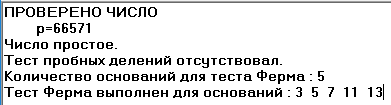 ПРОВЕРЕНО ЧИСЛО
p=66571
Число простое.
Тест пробных делений отсутствовал.
Количество оснований для теста Ферма : 5
Тест Ферма выполнен для оснований : 3 5 7 11 13